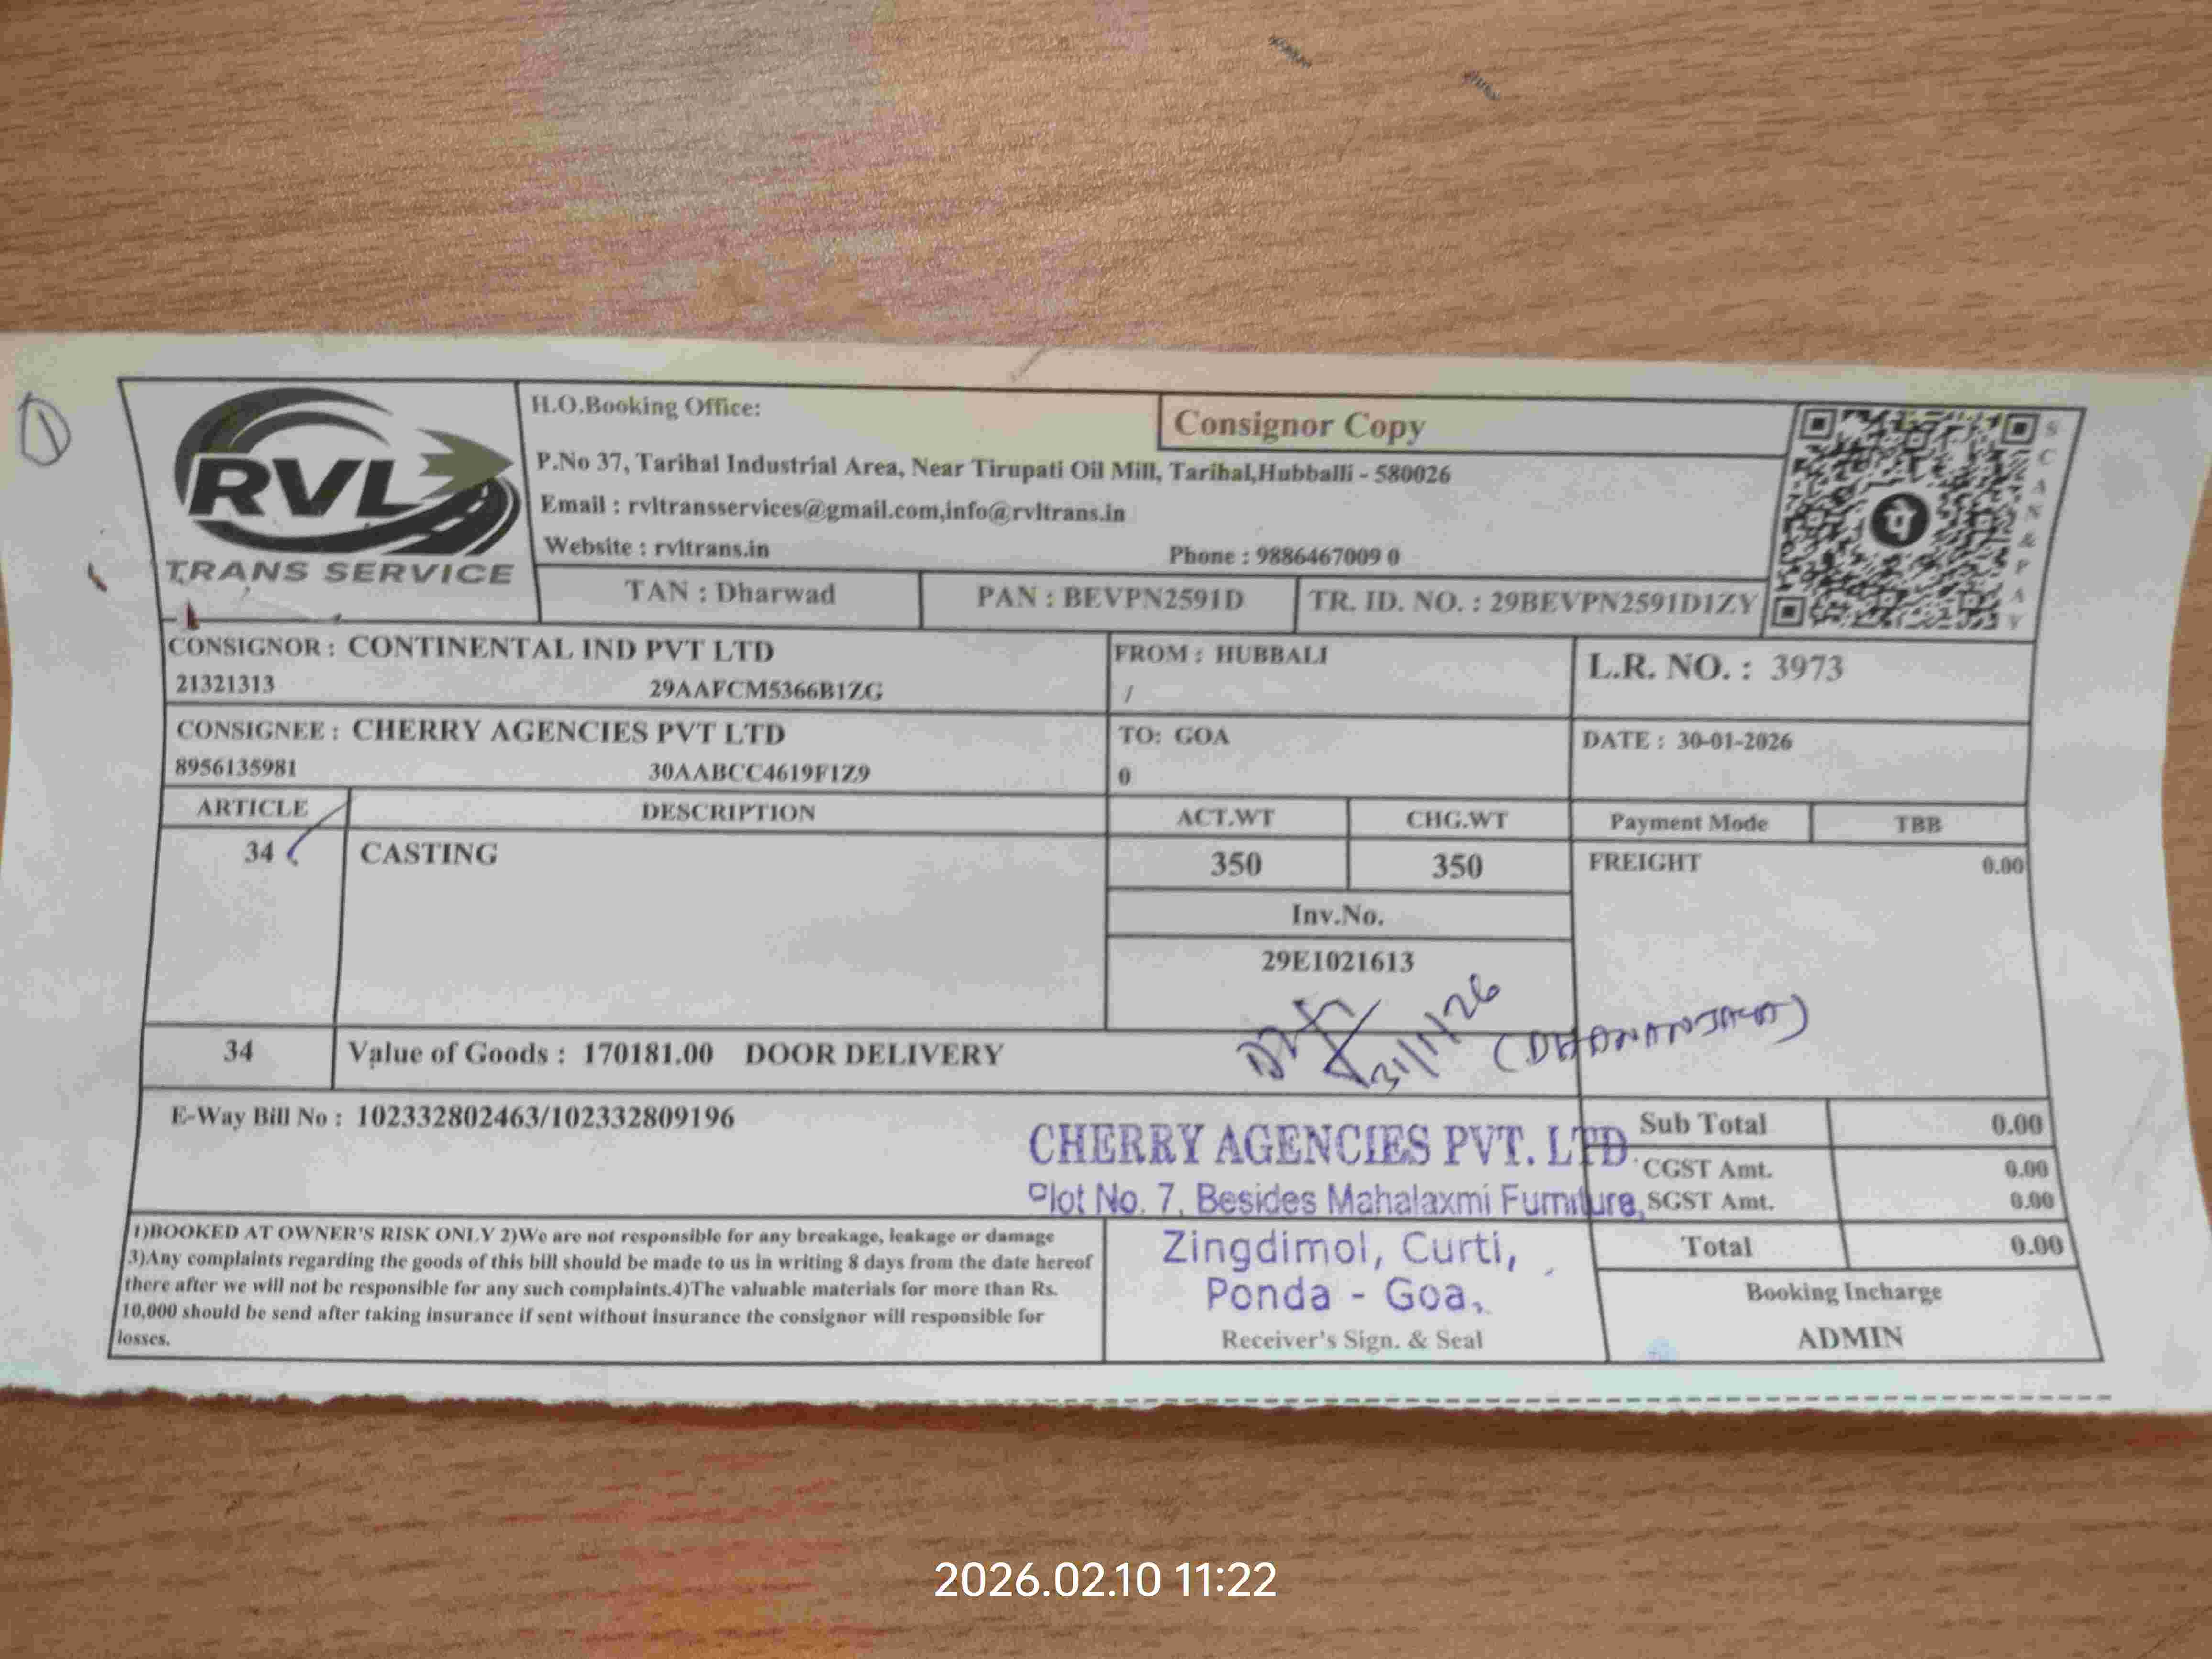 RVL
TRANS SERVICE
H.O.Booking Office:
Consignor Copy
P.No 37, Tarihal Industrial Area, Near Tirupati Oil Mill, Tarihal,Hubballi - 580026
Email : rvltransservices@gmail.com,info@rvltrans.in
Website : rvltrans.in Phone : 9886467009 0
TAN : Dharwad PAN : BEVPN2591D TR. ID. NO. : 29BEVPN2591D1ZY
SCAN & PAY
पे
CONSIGNOR : CONTINENTAL IND PVT LTD FROM : HUBBALI L.R. NO. : 3973
21321313 29AAFCM5366B1ZG /
CONSIGNEE : CHERRY AGENCIES PVT LTD TO: GOA DATE : 30-01-2026
8956135981 30AABCC4619F1Z9 0
ARTICLE DESCRIPTION ACT.WT CHG.WT Payment Mode TBB
34 CASTING 350 350 FREIGHT 0.00
Inv.No.
29E1021613
31/1/26
34 Value of Goods : 170181.00 DOOR DELIVERY
E-Way Bill No : 102332802463/102332809196
CHERRY AGENCIES PVT. LTD.
Plot No. 7, Besides Mahalaxmi Furniture,
Zingdimol, Curti,
Ponda - Goa.
Receiver's Sign. & Seal
Sub Total 0.00
CGST Amt. 0.00
SGST Amt. 0.00
Total 0.00
Booking Incharge
ADMIN
1)BOOKED AT OWNER'S RISK ONLY 2)We are not responsible for any breakage, leakage or damage
3)Any complaints regarding the goods of this bill should be made to us in writing 8 days from the date hereof
there after we will not be responsible for any such complaints.4)The valuable materials for more than Rs.
10,000 should be send after taking insurance if sent without insurance the consignor will responsible for
losses.
2026.02.10 11:22